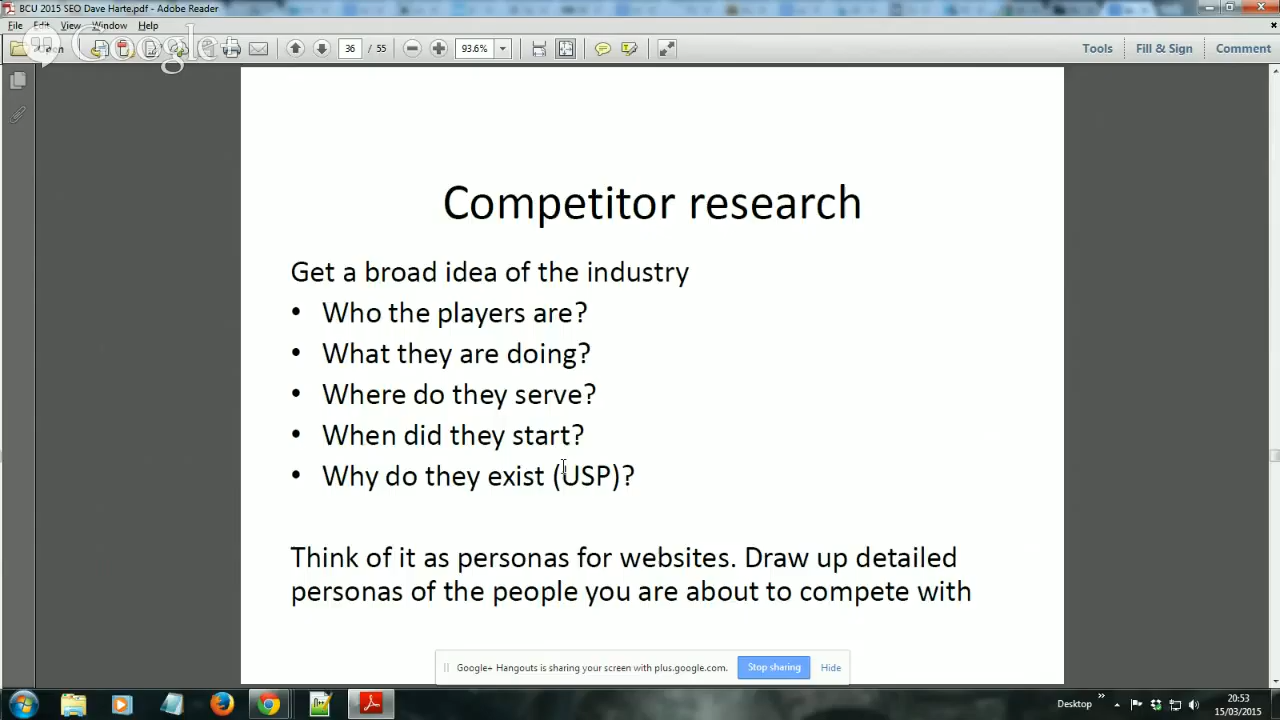 BCU 2015 SEO Dave Harte.pdf - Adobe Reader
File Edit View Window Help
Google+
36 / 55
93.6%
Tools
Fill & Sign
Comment
Competitor research
Get a broad idea of the industry
• Who the players are?
• What they are doing?
• Where do they serve?
• When did they start?
• Why do they exist (USP)?
Think of it as personas for websites. Draw up detailed
personas of the people you are about to compete with
Google+ Hangouts is sharing your screen with plus.google.com.
Stop sharing
Hide
Desktop
20:53
15/03/2015